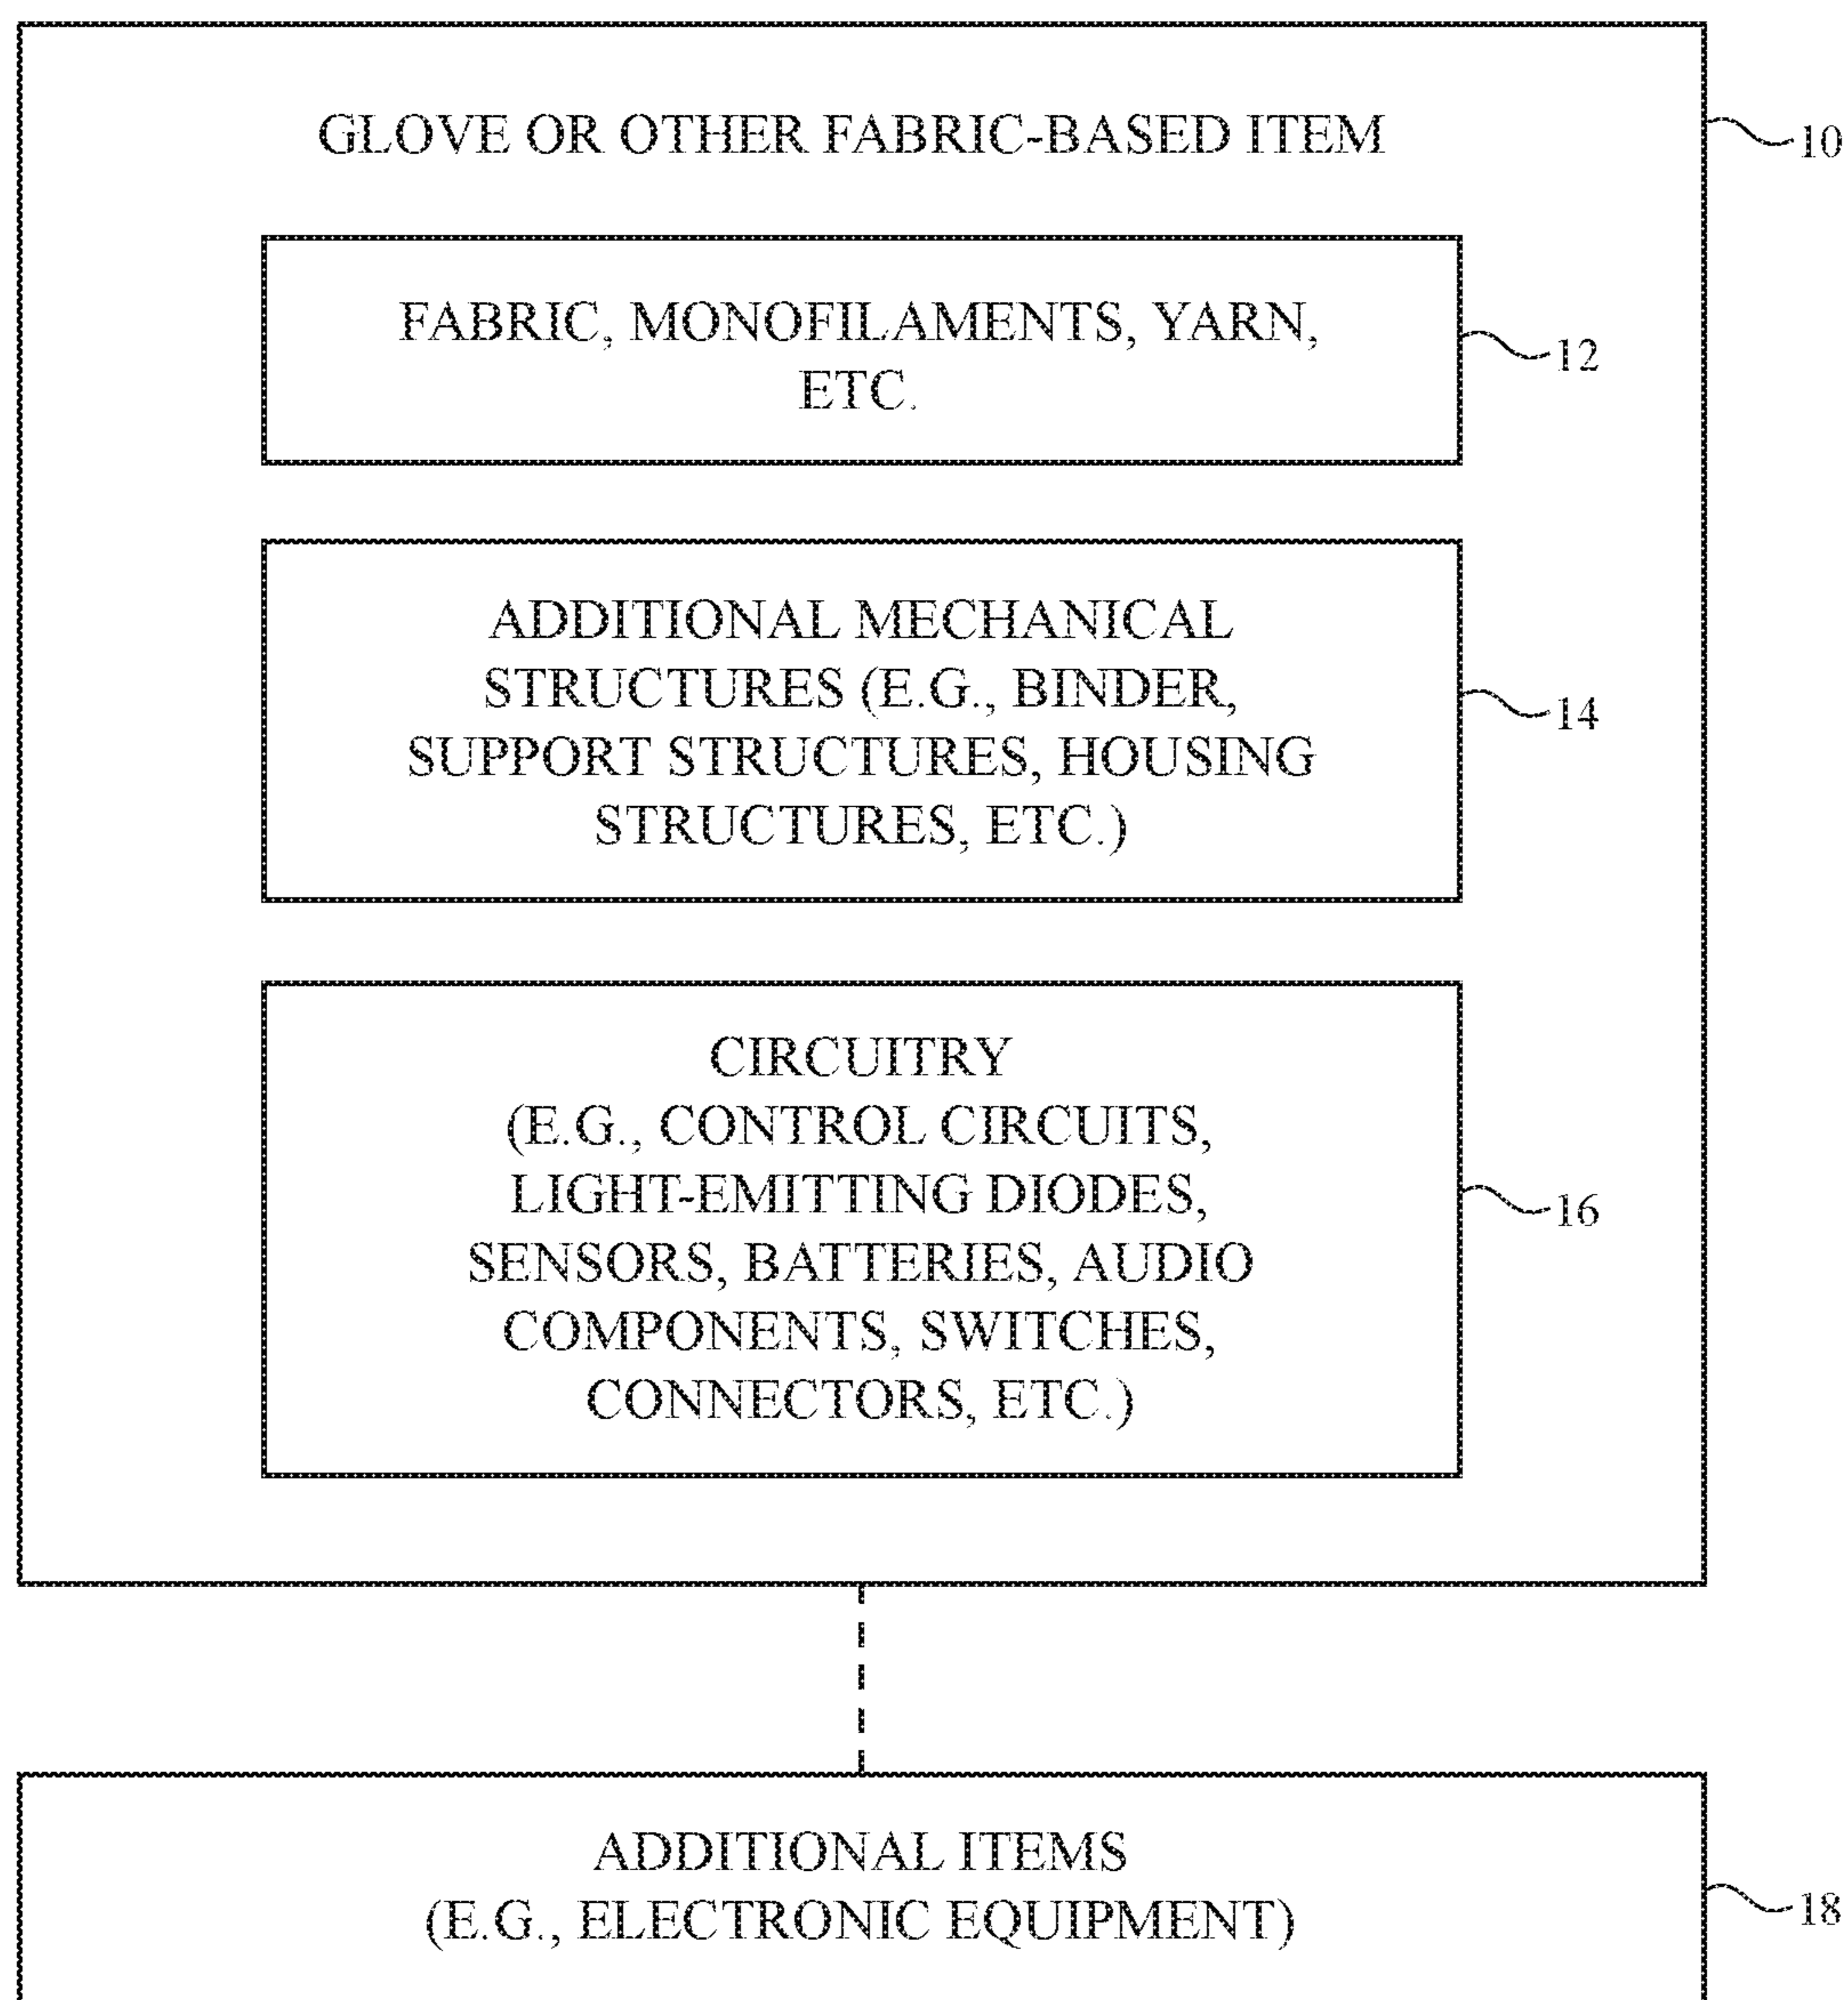 GLOVE OR OTHER FABRIC-BASED ITEM
10
FABRIC, MONOFILAMENTS, YARN,
ETC.
12
ADDITIONAL MECHANICAL
STRUCTURES (E.G., BINDER,
SUPPORT STRUCTURES, HOUSING
STRUCTURES, ETC.)
14
CIRCUITRY
(E.G., CONTROL CIRCUITS,
LIGHT-EMITTING DIODES,
SENSORS, BATTERIES, AUDIO
COMPONENTS, SWITCHES,
CONNECTORS, ETC.)
16
ADDITIONAL ITEMS
(E.G., ELECTRONIC EQUIPMENT)
18